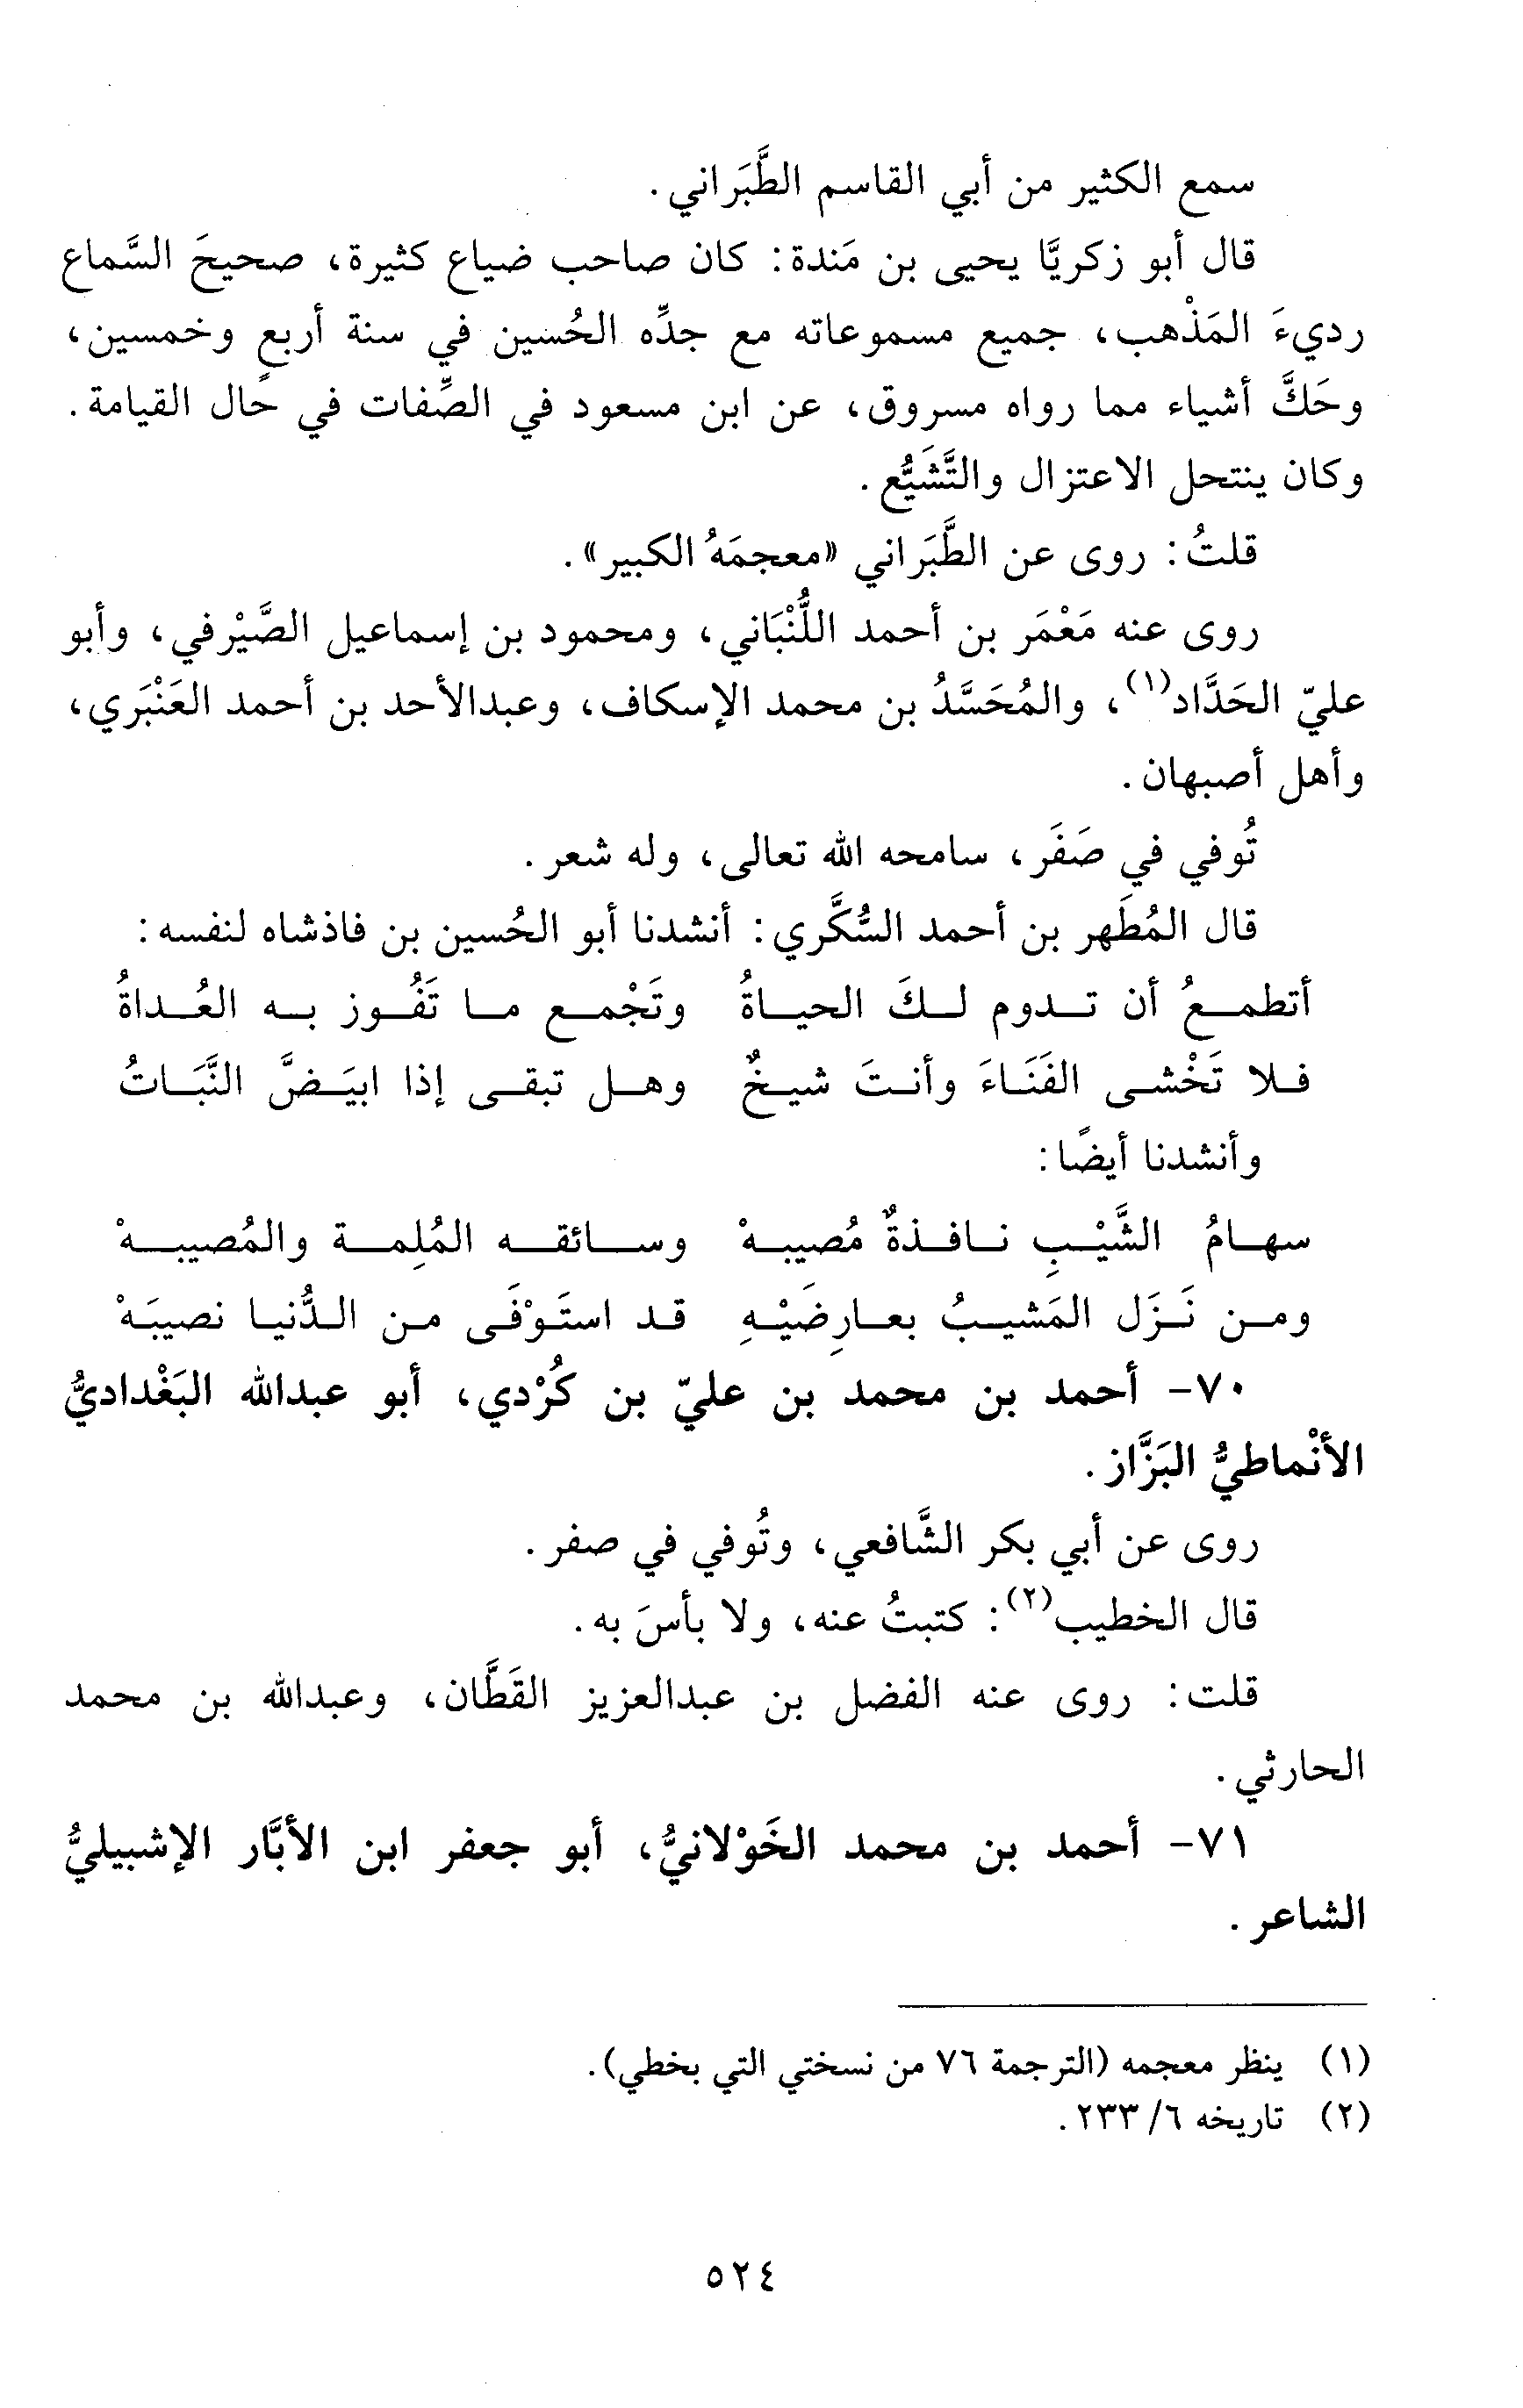 سمع الكثير من أبي القاسم الطَّبَراني.
قال أبو زكريَّا يحيى بن مَندة: كان صاحب ضياع كثيرة، صحيحَ السَّماع
رديءَ المَذْهب، جميع مسموعاته مع جدِّه الحُسين في سنة أربعٍ وخمسين،
وحَكَّ أشياء مما رواه مسروق، عن ابن مسعود في الصِّفات في حال القيامة.
وكان ينتحل الاعتزال والتَّشَيُّع.
قلتُ: روى عن الطَّبَراني «معجمَهُ الكبير».
روى عنه مَعْمَر بن أحمد اللُّنْبَاني، ومحمود بن إسماعيل الصَّيْرفي، وأبو
عليّ الحَدَّاد(١)، والمُحَسَّدُ بن محمد الإسكاف، وعبدالأحد بن أحمد العَنْبَري،
وأهل أصبهان.
تُوفي في صَفَر، سامحه الله تعالى، وله شعر.
قال المُطَهر بن أحمد السُّكَّري: أنشدنا أبو الحُسين بن فاذشاه لنفسه:
أتطمعُ أن تدوم لكَ الحياةُ وتَجْمع ما تَفُوز به العُداةُ
فلا تَخْشى الفَنَاءَ وأنتَ شيخٌ وهل تبقى إذا ابيَضَّ النَّبَاتُ
وأنشدنا أيضًا:
سهامُ الشَّيْبِ نافذةٌ مُصيبهْ وسائقه المُلِمة والمُصيبهْ
ومن نَزَل المَشيبُ بعارِضَيْهِ قد استَوْفَى من الدُّنيا نصيبَهْ
٧٠- أحمد بن محمد بن عليّ بن كُرْدي، أبو عبدالله البَغْداديُّ
الأنْماطيُّ البَزَّاز.
روى عن أبي بكر الشَّافعي، وتُوفي في صفر.
قال الخطيب(٢): كتبتُ عنه، ولا بأسَ به.
قلت: روى عنه الفضل بن عبدالعزيز القَطَّان، وعبدالله بن محمد
الحارثي.
٧١- أحمد بن محمد الخَوْلانيُّ، أبو جعفر ابن الأبَّار الإشبيليُّ
الشاعر.
(١) ينظر معجمه (الترجمة ٧٦ من نسختي التي بخطي).
(٢) تاريخه ٦/ ٢٣٣.
٥٢٤